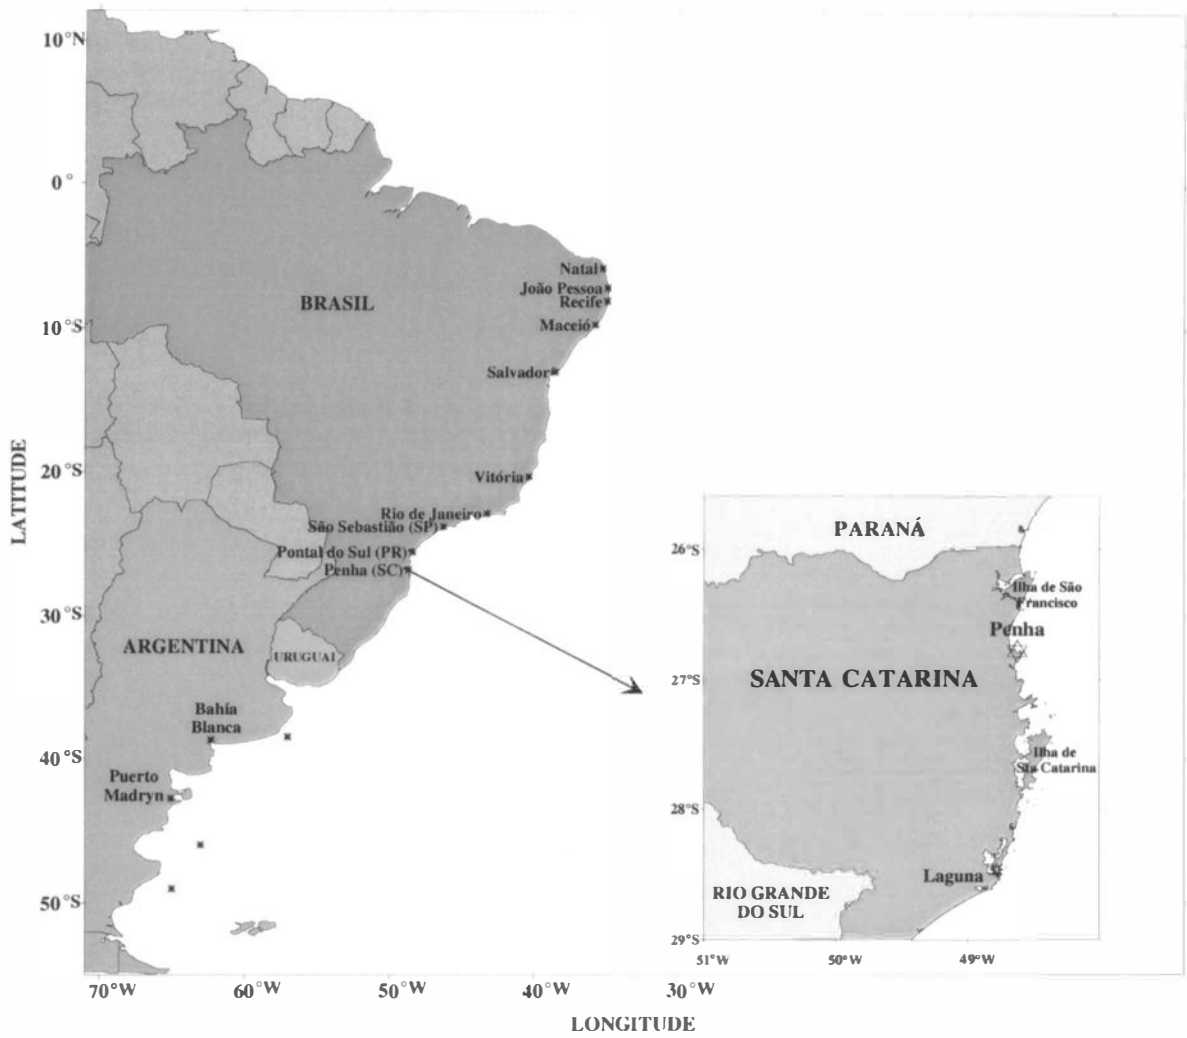 10°N
0°
10°S
20°S
30°S
40°S
50°S
LATITUDE
BRASIL
Natal
João Pessoa
Recife
Maceió
Salvador
Vitória
Rio de Janeiro
São Sebastião (SP)
Pontal do Sul (PR)
Penha (SC)
ARGENTINA
URUGUAI
Bahía
Blanca
Puerto
Madryn
70°W
60°W
50°W
40°W
30°W
LONGITUDE
PARANÁ
26°S
Ilha de São
Francisco
Penha
27°S
SANTA CATARINA
Ilha de
Sta Catarina
28°S
Laguna
RIO GRANDE
DO SUL
29°S
51°W
50°W
49°W